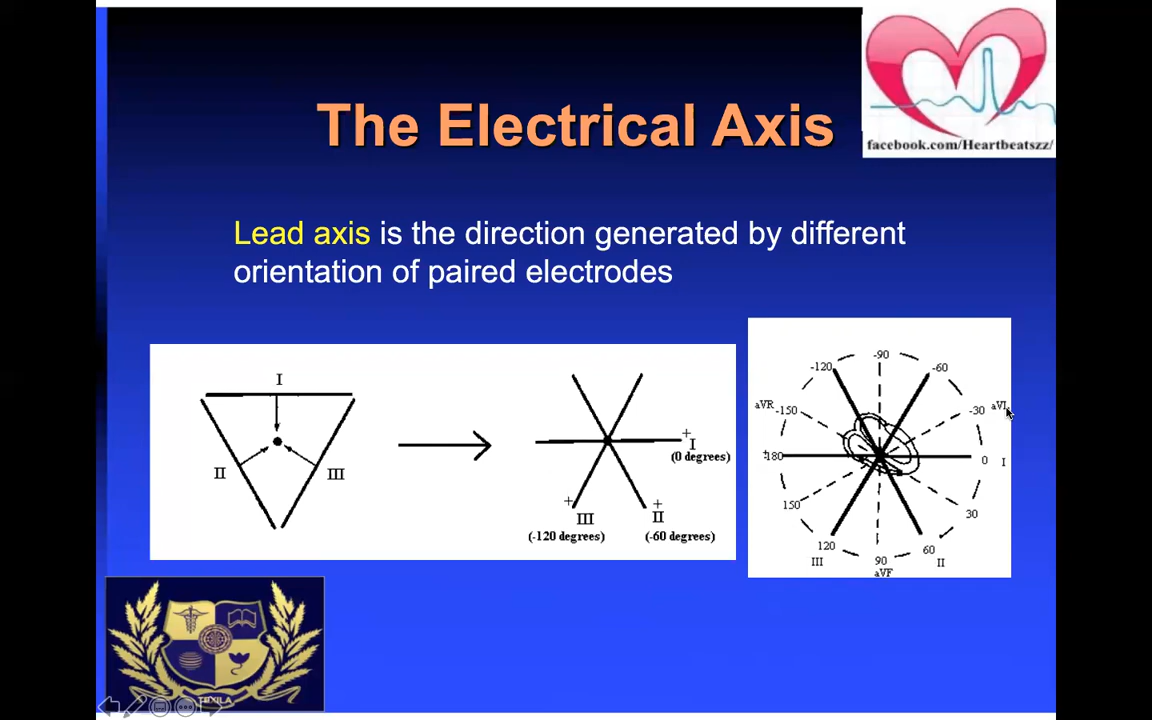 The Electrical Axis
facebook.com/Heartbeatszz/
Lead axis is the direction generated by different
orientation of paired electrodes
I
II
III
+
I
(0 degrees)
+
III
(-120 degrees)
+
II
(-60 degrees)
-90
-120
-60
aVR
-150
-30
aVL
+
180
0
I
150
30
120
60
III
90
II
aVF
TEXILA